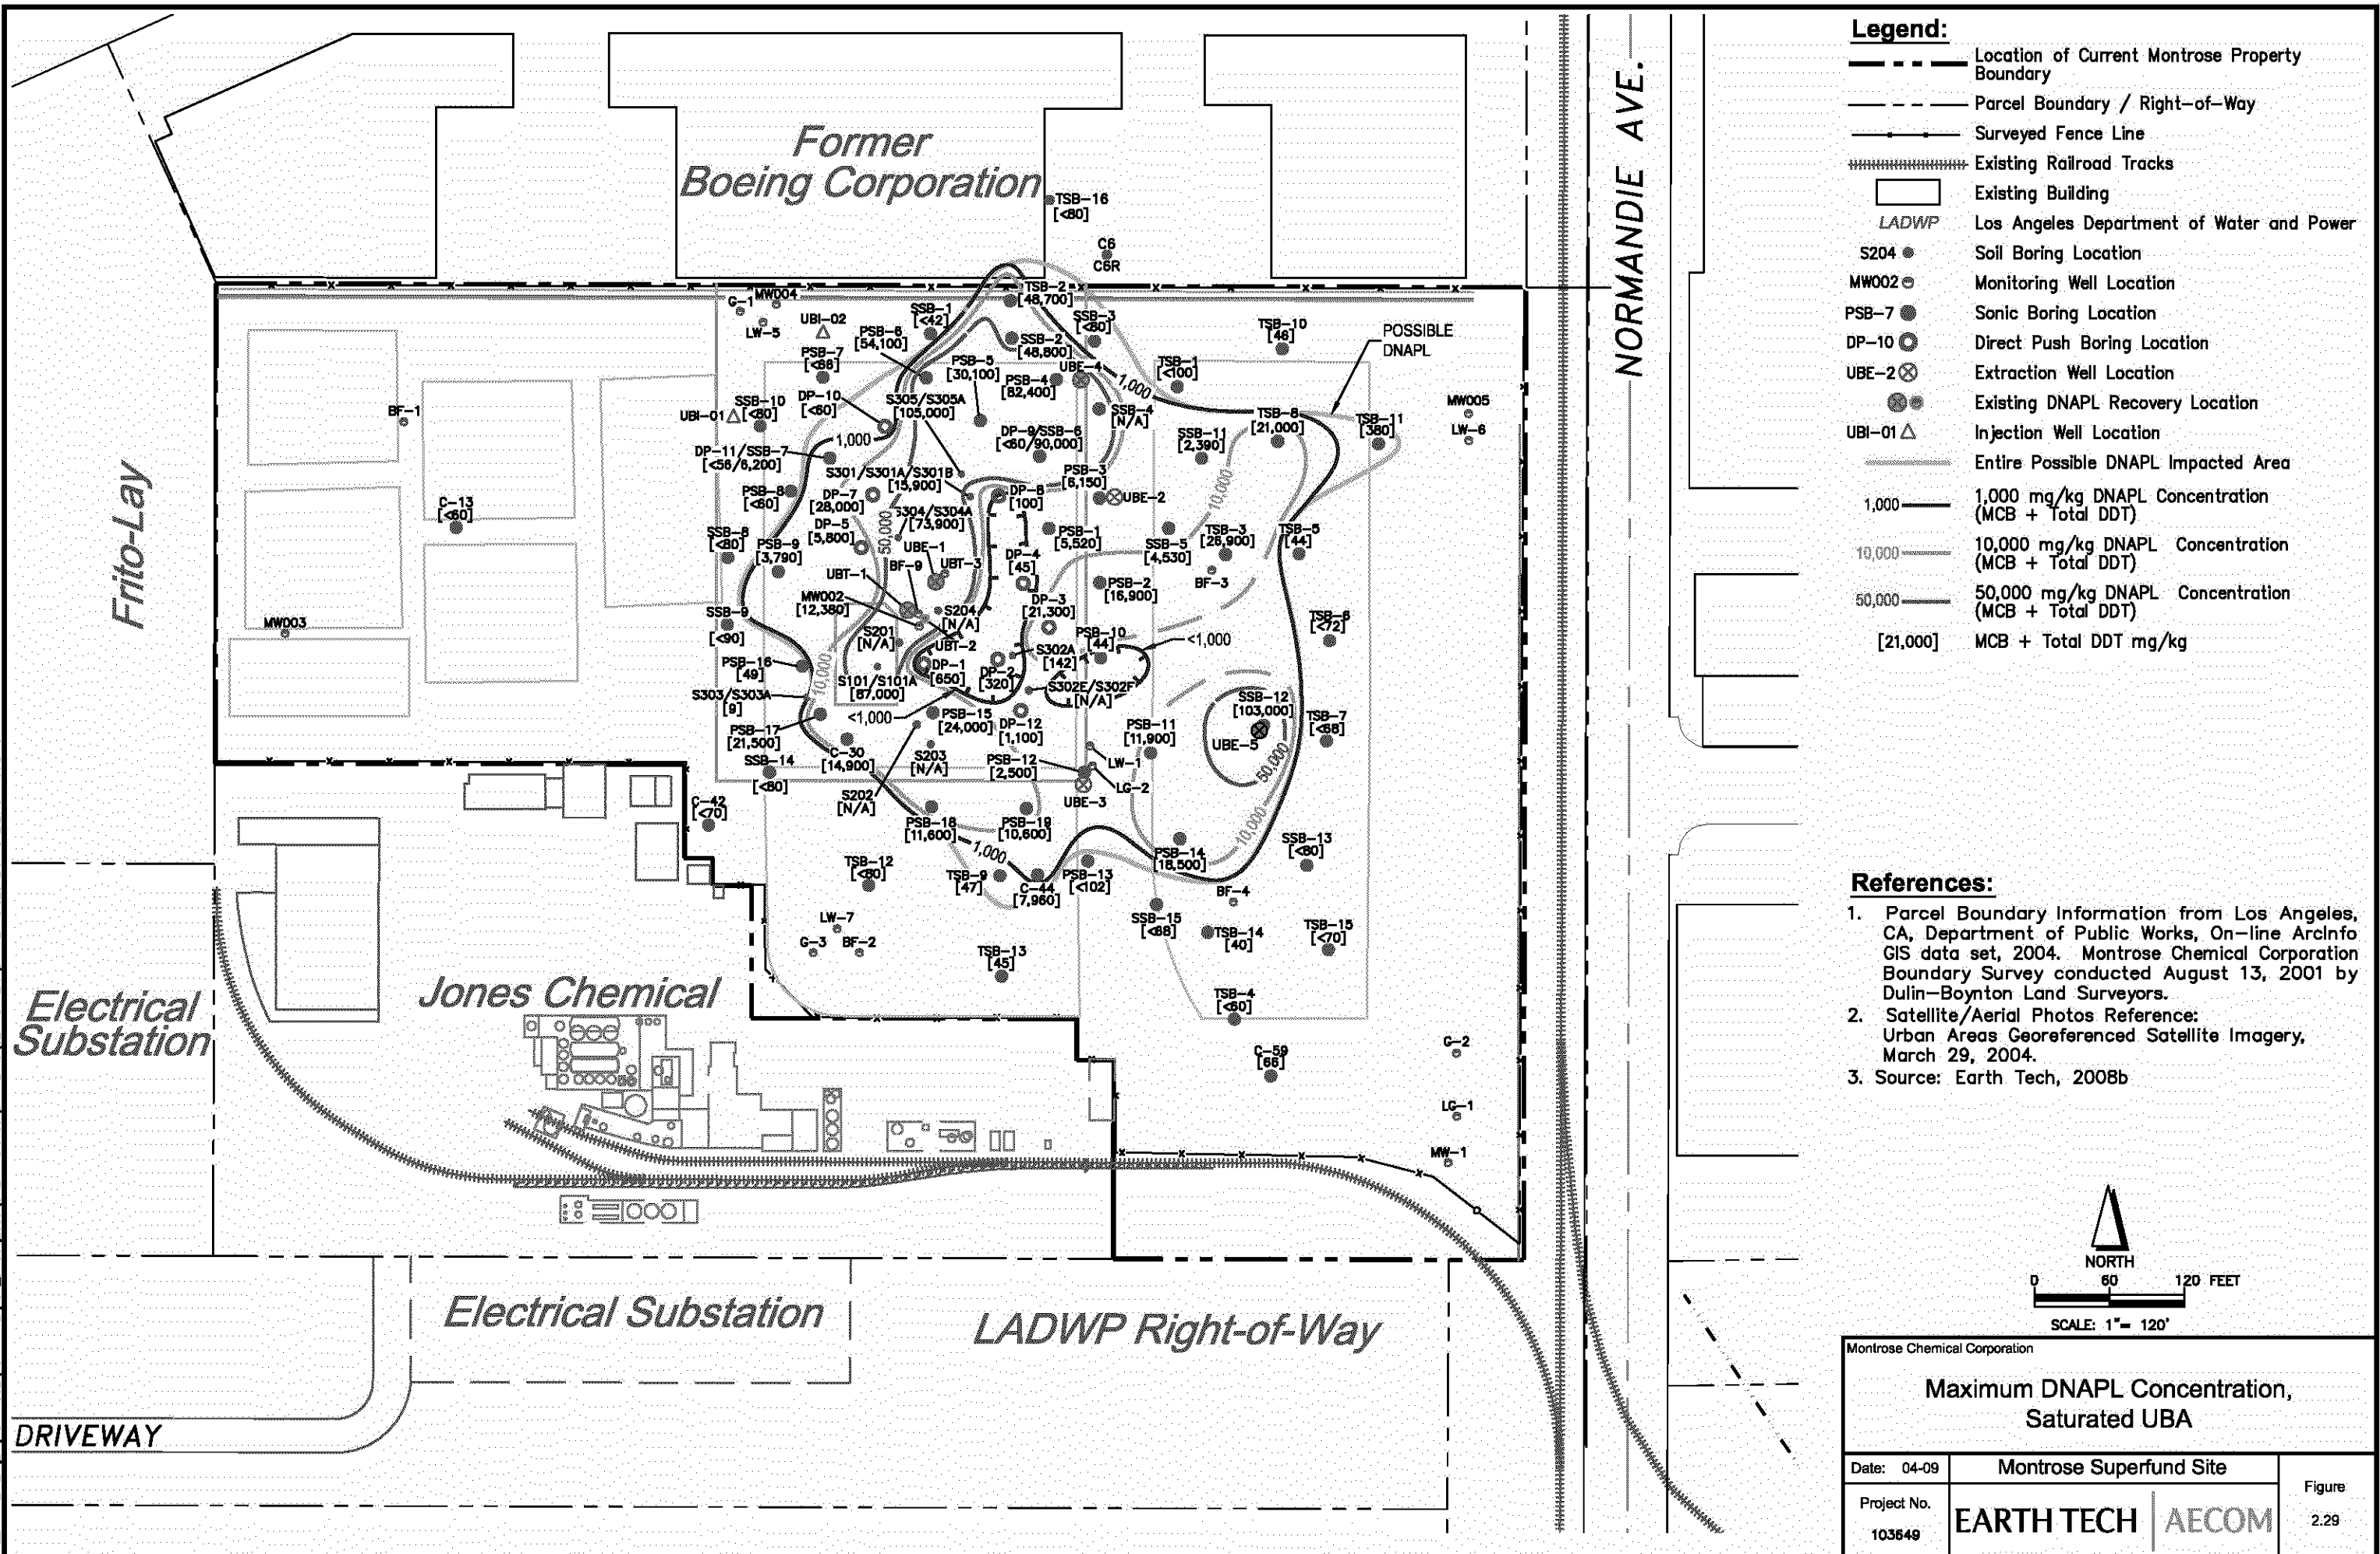 Former
Boeing Corporation
TSB-16
[<80]
C6
C6R
NORMANDIE AVE.
G-1
MW004
LW-5
UBI-02
SSB-1
[<42]
TSB-2
[48,700]
SSB-3
[<80]
TSB-10
[46]
POSSIBLE
DNAPL
PSB-6
[54,100]
SSB-2
[48,800]
PSB-7
PSB-5
[30,100]
PSB-4
[82,400]
UBE-4
1,000
TSB-1
[<100]
BF-1
UBI-01
SSB-10
[<80]
DP-10
[<60]
S305/S305A
[105,000]
SSB-4
[N/A]
TSB-8
[21,000]
TSB-11
[380]
MW005
LW-6
1,000
DP-9/SSB-6
[<60/90,000]
SSB-11
[2,390]
DP-11/SSB-7
[<56/6,200]
S301/S301A/S301B
[15,900]
PSB-3
[6,150]
10,000
Frito-Lay
C-13
[<60]
PSB-8
[<60]
DP-7
[28,000]
DP-6
[100]
UBE-2
S304/S304A
[73,900]
50,000
SSB-8
[<80]
PSB-9
[3,790]
DP-5
[5,800]
PSB-1
[5,520]
SSB-5
[4,530]
TSB-3
[26,900]
TSB-5
[44]
UBE-1
UBT-3
DP-4
[45]
BF-9
UBT-1
BF-3
PSB-2
[16,900]
MW002
[12,380]
MW003
SSB-9
[<90]
S204
[N/A]
DP-3
[21,300]
TSB-6
[<72]
S201
[N/A]
UBT-2
PSB-10
[44]
<1,000
PSB-16
[49]
10,000
DP-1
[650]
DP-2
[320]
S302A
[142]
S101/S101A
[87,000]
S302E/S302F
[N/A]
S303/S303A
[9]
<1,000
SSB-12
[103,000]
TSB-7
[<68]
PSB-17
[21,500]
PSB-15
[24,000]
DP-12
[1,100]
PSB-11
[11,900]
UBE-5
50,000
C-30
[14,900]
S203
[N/A]
SSB-14
[<80]
PSB-12
[2,500]
LW-1
LG-2
UBE-3
S202
[N/A]
C-42
[<70]
PSB-18
[11,600]
PSB-19
[10,600]
10,000
SSB-13
[<80]
1,000
PSB-14
[18,500]
TSB-12
[<80]
TSB-9
[47]
C-44
[7,960]
PSB-13
[<102]
BF-4
SSB-15
[<68]
TSB-14
[40]
TSB-15
[<70]
LW-7
G-3
BF-2
TSB-13
[45]
TSB-4
[<60]
C-59
[66]
G-2
LG-1
MW-1
Electrical
Substation
Jones Chemical
Electrical Substation
LADWP Right-of-Way
DRIVEWAY
Legend:
Location of Current Montrose Property
Boundary
Parcel Boundary / Right-of-Way
Surveyed Fence Line
Existing Railroad Tracks
Existing Building
LADWP Los Angeles Department of Water and Power
S204 Soil Boring Location
MW002 Monitoring Well Location
PSB-7 Sonic Boring Location
DP-10 Direct Push Boring Location
UBE-2 Extraction Well Location
Existing DNAPL Recovery Location
UBI-01 Injection Well Location
Entire Possible DNAPL Impacted Area
1,000 1,000 mg/kg DNAPL Concentration
(MCB + Total DDT)
10,000 10,000 mg/kg DNAPL Concentration
(MCB + Total DDT)
50,000 50,000 mg/kg DNAPL Concentration
(MCB + Total DDT)
[21,000] MCB + Total DDT mg/kg
References:
1. Parcel Boundary Information from Los Angeles,
CA, Department of Public Works, On-line ArcInfo
GIS data set, 2004. Montrose Chemical Corporation
Boundary Survey conducted August 13, 2001 by
Dulin-Boynton Land Surveyors.
2. Satellite/Aerial Photos Reference:
Urban Areas Georeferenced Satellite Imagery,
March 29, 2004.
3. Source: Earth Tech, 2008b
NORTH
0 60 120 FEET
SCALE: 1"= 120'
Montrose Chemical Corporation
Maximum DNAPL Concentration,
Saturated UBA
Date: 04-09
Montrose Superfund Site
Figure
2.29
Project No.
103649
EARTH TECH | AECOM